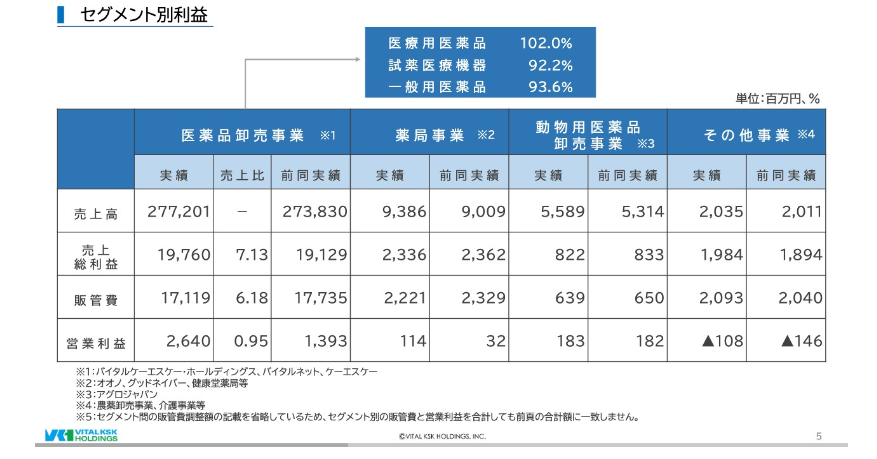 セグメント別利益
医療用医薬品 102.0%
試薬医療機器 92.2%
一般用医薬品 93.6%
単位：百万円、%
医薬品卸売事業 ※1 薬局事業 ※2 動物用医薬品卸売事業 ※3 その他事業 ※4
実績 売上比 前同実績 実績 前同実績 実績 前同実績 実績 前同実績
売上高 277,201 − 273,830 9,386 9,009 5,589 5,314 2,035 2,011
売上総利益 19,760 7.13 19,129 2,336 2,362 822 833 1,984 1,894
販管費 17,119 6.18 17,735 2,221 2,329 639 650 2,093 2,040
営業利益 2,640 0.95 1,393 114 32 183 182 ▲108 ▲146
※1：バイタルケーエスケー・ホールディングス、バイタルネット、ケーエスケー
※2：オオノ、グッドネイバー、健康堂薬局等
※3：アグロジャパン
※4：農薬卸売事業、介護事業等
※5：セグメント間の販管費調整額の記載を省略しているため、セグメント別の販管費と営業利益を合計しても前頁の合計額に一致しません。
VITAL KSK HOLDINGS
©VITAL KSK HOLDINGS, INC.
5